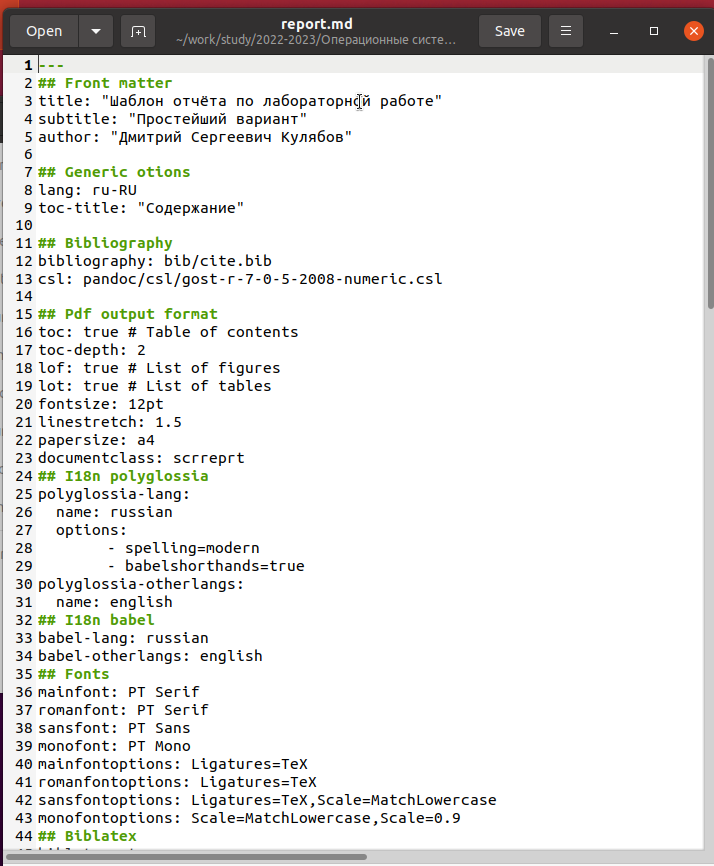 report.md
Open
~/work/study/2022-2023/Операционные систе…
Save
1 ---
2 ## Front matter
3 title: "Шаблон отчёта по лабораторной работе"
4 subtitle: "Простейший вариант"
5 author: "Дмитрий Сергеевич Кулябов"
6
7 ## Generic otions
8 lang: ru-RU
9 toc-title: "Содержание"
10
11 ## Bibliography
12 bibliography: bib/cite.bib
13 csl: pandoc/csl/gost-r-7-0-5-2008-numeric.csl
14
15 ## Pdf output format
16 toc: true # Table of contents
17 toc-depth: 2
18 lof: true # List of figures
19 lot: true # List of tables
20 fontsize: 12pt
21 linestretch: 1.5
22 papersize: a4
23 documentclass: scrreprt
24 ## I18n polyglossia
25 polyglossia-lang:
26   name: russian
27   options:
28         - spelling=modern
29         - babelshorthands=true
30 polyglossia-otherlangs:
31   name: english
32 ## I18n babel
33 babel-lang: russian
34 babel-otherlangs: english
35 ## Fonts
36 mainfont: PT Serif
37 romanfont: PT Serif
38 sansfont: PT Sans
39 monofont: PT Mono
40 mainfontoptions: Ligatures=TeX
41 romanfontoptions: Ligatures=TeX
42 sansfontoptions: Ligatures=TeX,Scale=MatchLowercase
43 monofontoptions: Scale=MatchLowercase,Scale=0.9
44 ## Biblatex